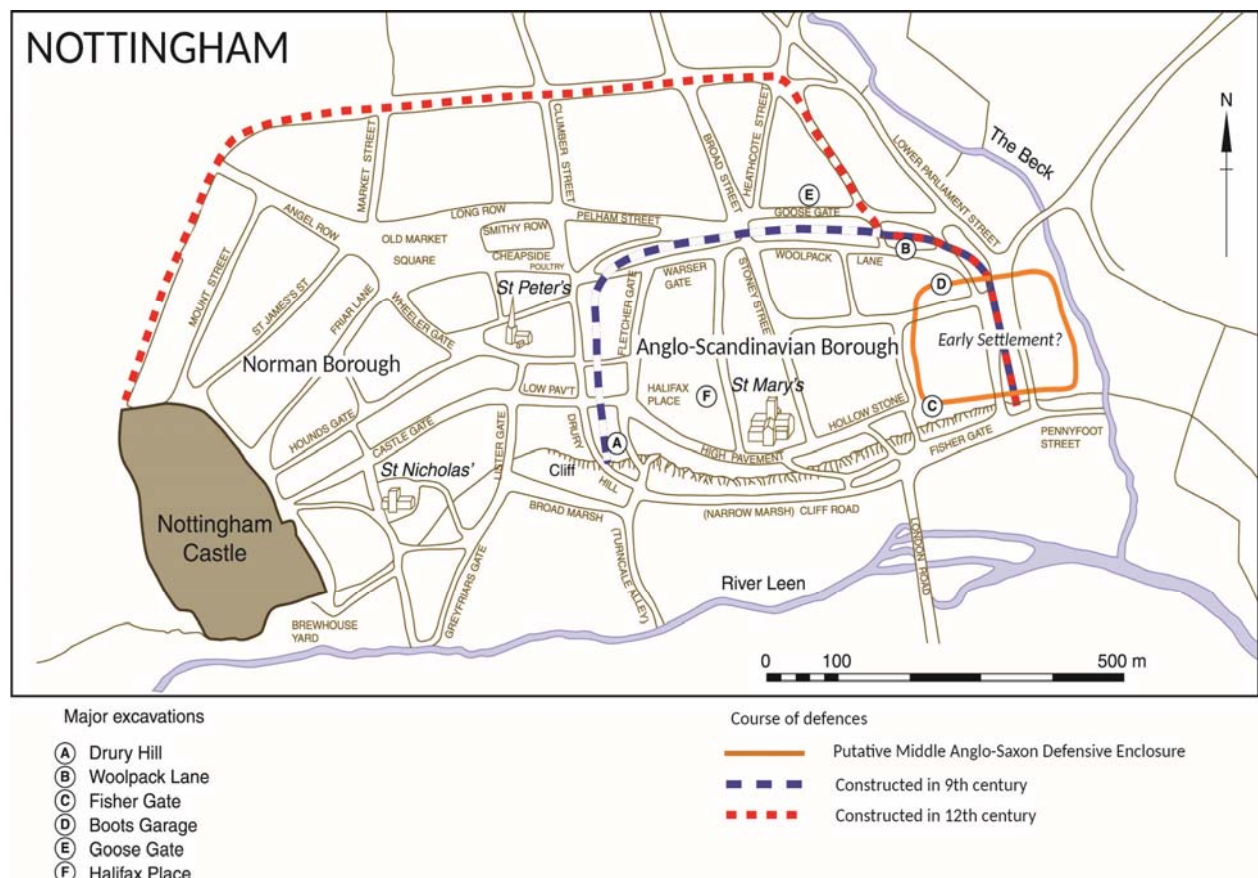 NOTTINGHAM
N
The Beck
MARKET STREET
CLUMBER STREET
BROAD STREET
HEATHCOTE STREET
LOWER PARLIAMENT STREET
E
GOOSE GATE
ANGEL ROW
LONG ROW
PELHAM STREET
SMITHY ROW
OLD MARKET
SQUARE
CHEAPSIDE
POULTRY
MOUNT STREET
ST JAMES'S ST
FRIAR LANE
WHEELER GATE
St Peter's
FLETCHER GATE
WARSER
GATE
STONEY STREET
WOOLPACK
LANE
B
D
Early Settlement?
Norman Borough
Anglo-Scandinavian Borough
LOW PAV'T
HALIFAX
PLACE
F
St Mary's
HOLLOW STONE
C
HOUNDS GATE
CASTLE GATE
LISTER GATE
DRURY
HILL
A
HIGH PAVEMENT
FISHER GATE
PENNYFOOT
STREET
St Nicholas'
Cliff
BROAD MARSH
(NARROW MARSH) CLIFF ROAD
Nottingham
Castle
GREYFRIARS GATE
(TURNCALE ALLEY)
LONDON ROAD
River Leen
BREWHOUSE
YARD
0 100 500 m
Major excavations
A Drury Hill
B Woolpack Lane
C Fisher Gate
D Boots Garage
E Goose Gate
F Halifax Place
Course of defences
Putative Middle Anglo-Saxon Defensive Enclosure
Constructed in 9th century
Constructed in 12th century